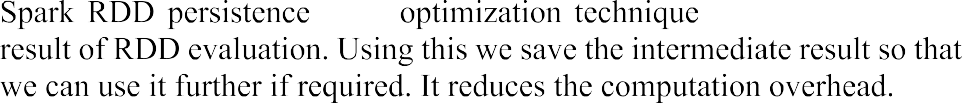 Spark RDD persistence optimization technique
result of RDD evaluation. Using this we save the intermediate result so that
we can use it further if required. It reduces the computation overhead.